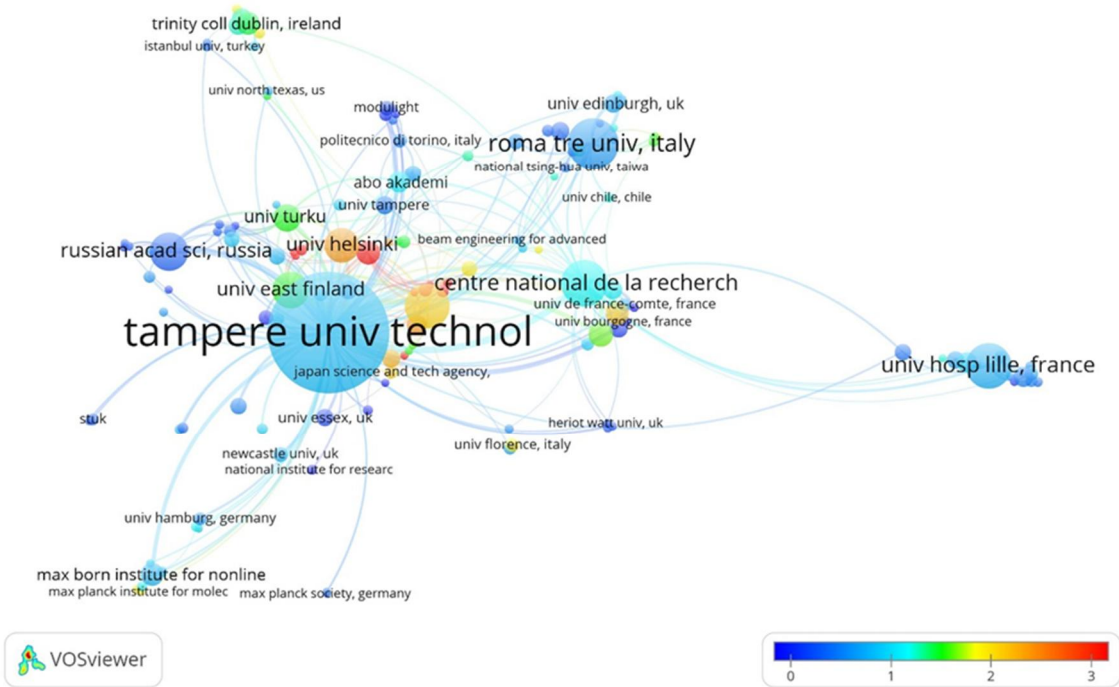 trinity coll dublin, ireland
istanbul univ, turkey
univ north texas, us
modulight
univ edinburgh, uk
politecnico di torino, italy
roma tre univ, italy
national tsing-hua univ, taiwa
abo akademi
univ chile, chile
univ tampere
univ turku
beam engineering for advanced
russian acad sci, russia
univ helsinki
univ east finland
centre national de la recherch
univ de france-comte, france
univ bourgogne, france
tampere univ technol
univ hosp lille, france
japan science and tech agency,
stuk
univ essex, uk
heriot watt univ, uk
univ florence, italy
newcastle univ, uk
national institute for researc
univ hamburg, germany
max born institute for nonline
max planck institute for molec
max planck society, germany
VOSviewer
0 1 2 3